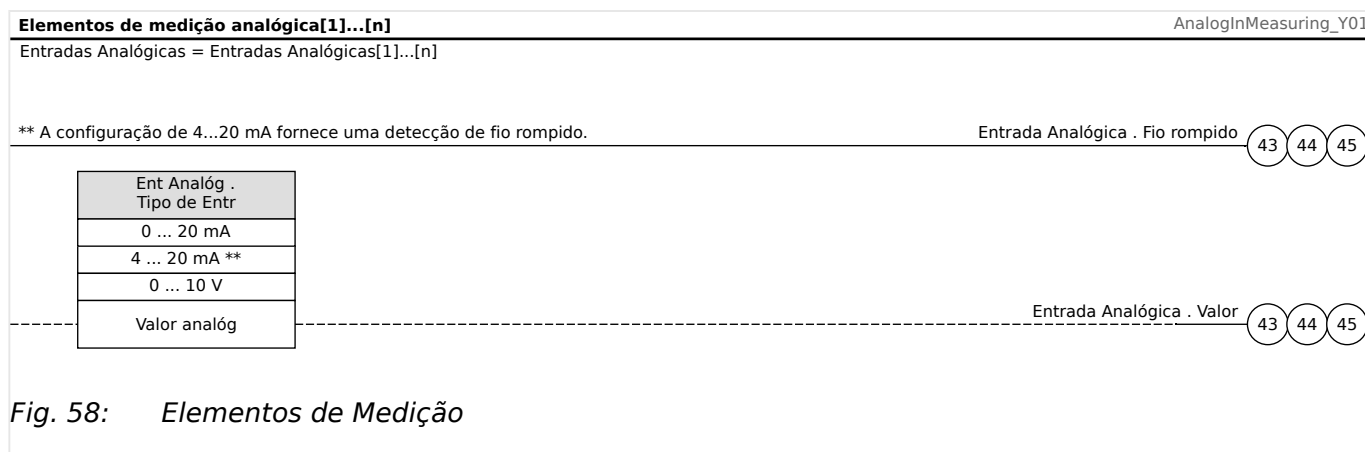 Elementos de medição analógica[1]...[n]
AnalogInMeasuring_Y01
Entradas Analógicas = Entradas Analógicas[1]...[n]
** A configuração de 4...20 mA fornece uma detecção de fio rompido.
Entrada Analógica . Fio rompido
43 44 45
Ent Analóg .
Tipo de Entr
0 ... 20 mA
4 ... 20 mA **
0 ... 10 V
Valor analóg
Entrada Analógica . Valor
43 44 45
Fig. 58: Elementos de Medição